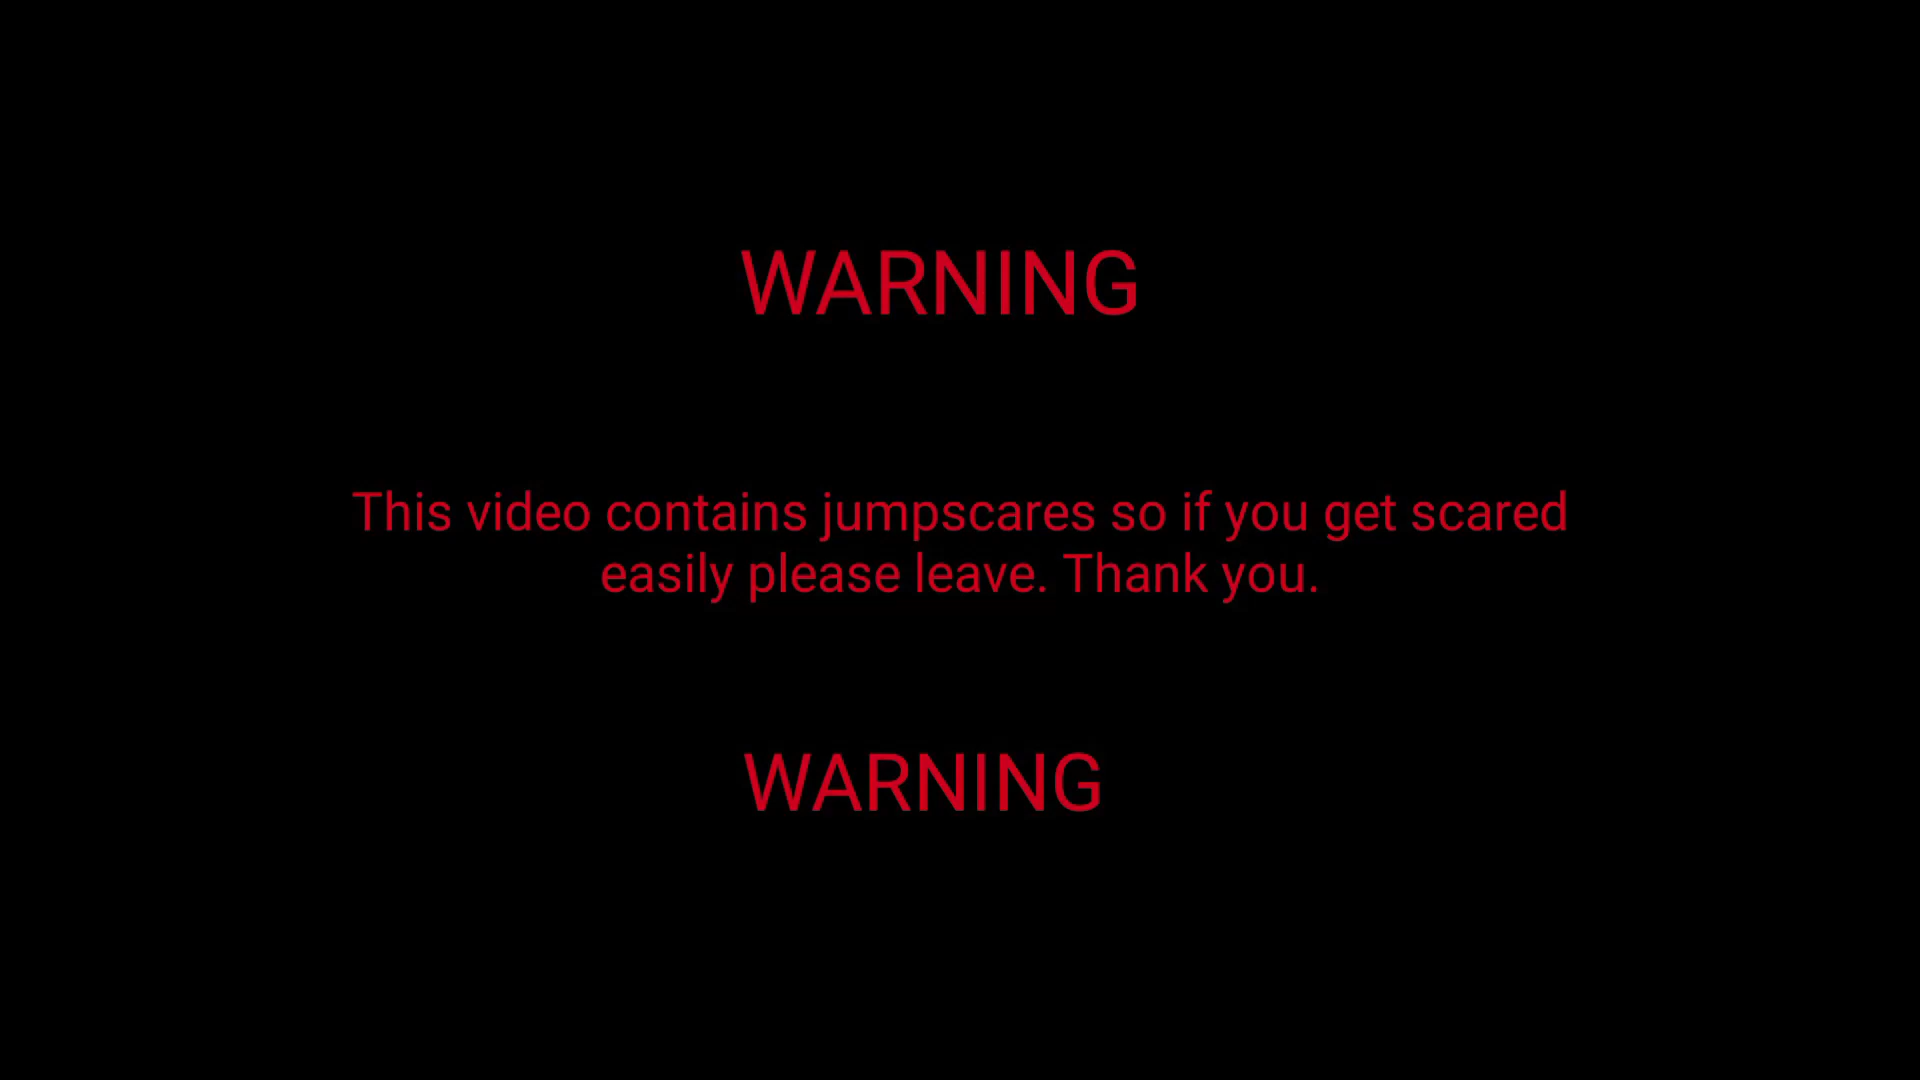 WARNING
This video contains jumpscares so if you get scared
easily please leave. Thank you.
WARNING